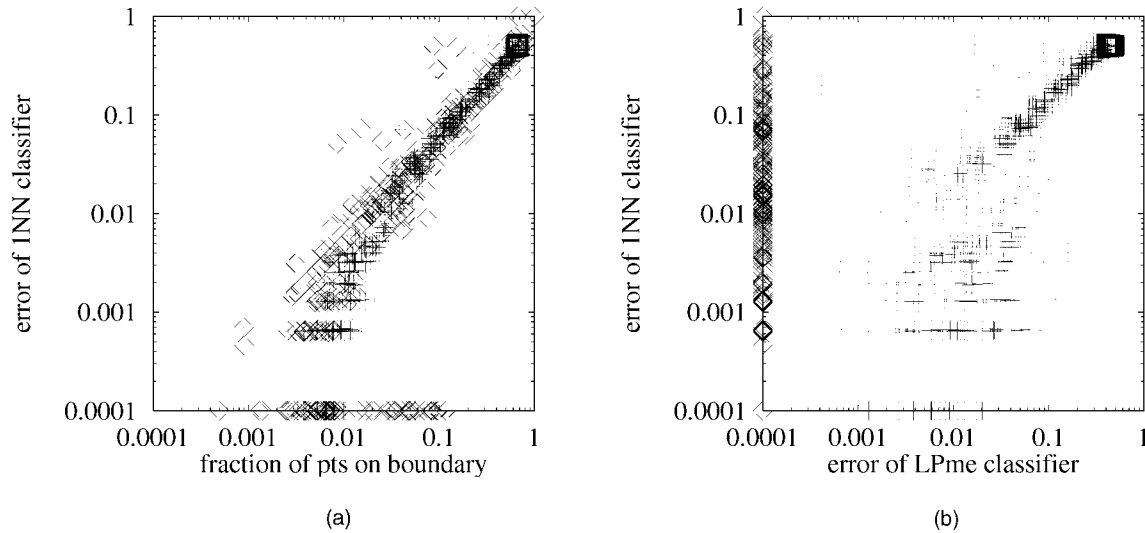 1
0.1
0.01
0.001
0.0001
error of 1NN classifier
0.0001 0.001 0.01 0.1 1
fraction of pts on boundary
(a)
1
0.1
0.01
0.001
0.0001
error of 1NN classifier
0.0001 0.001 0.01 0.1 1
error of LPme classifier
(b)